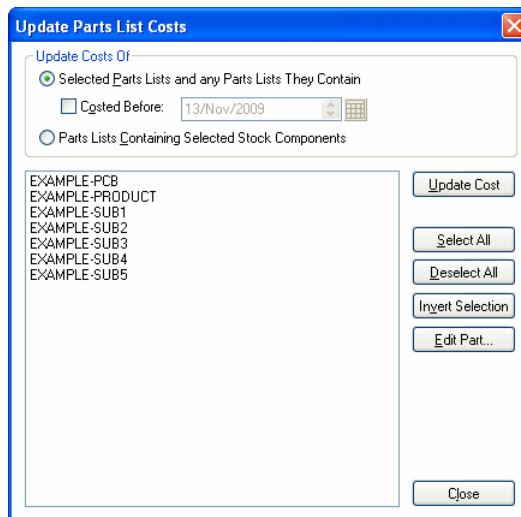 Update Parts List Costs
Update Costs Of
Selected Parts Lists and any Parts Lists They Contain
Costed Before: 13/Nov/2009
Parts Lists Containing Selected Stock Components
EXAMPLE-PCB
EXAMPLE-PRODUCT
EXAMPLE-SUB1
EXAMPLE-SUB2
EXAMPLE-SUB3
EXAMPLE-SUB4
EXAMPLE-SUB5
Update Cost
Select All
Deselect All
Invert Selection
Edit Part...
Close